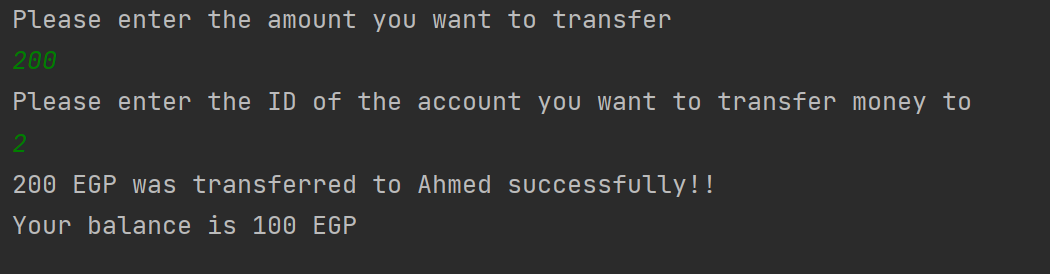 Please enter the amount you want to transfer
200
Please enter the ID of the account you want to transfer money to
2
200 EGP was transferred to Ahmed successfully!!
Your balance is 100 EGP